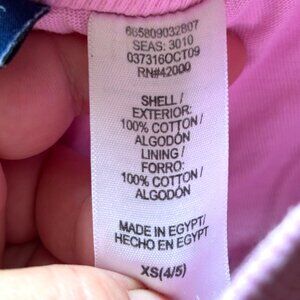 665809032807
SEAS: 3010
037316OCT09
RN#42000
SHELL /
EXTERIOR:
100% COTTON /
ALGODÓN
LINING /
FORRO:
100% COTTON /
ALGODÓN
MADE IN EGYPT/
HECHO EN EGYPT
XS(4/5)